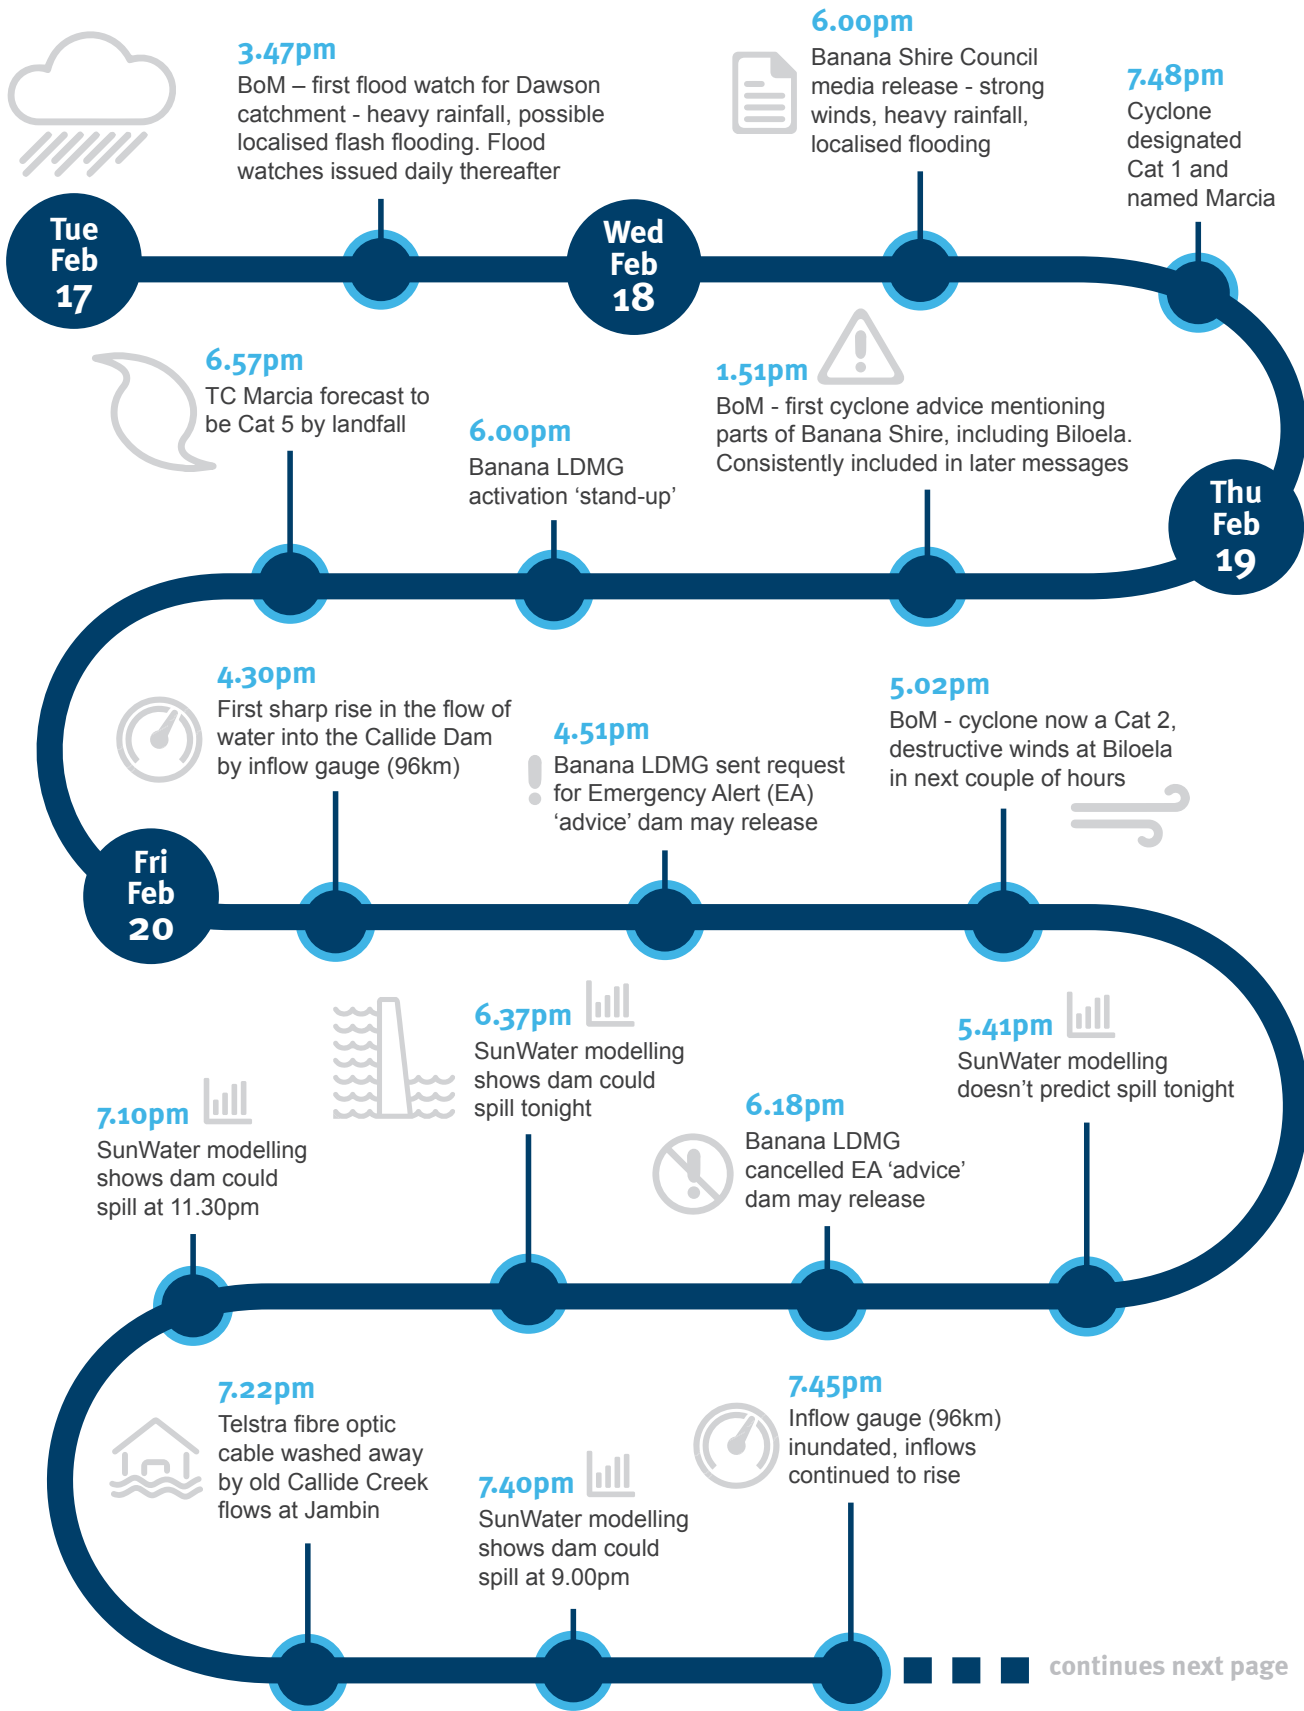 Tue
Feb
17
3.47pm
BoM – first flood watch for Dawson
catchment - heavy rainfall, possible
localised flash flooding. Flood
watches issued daily thereafter
Wed
Feb
18
6.00pm
Banana Shire Council
media release - strong
winds, heavy rainfall,
localised flooding
7.48pm
Cyclone
designated
Cat 1 and
named Marcia
Thu
Feb
19
1.51pm
BoM - first cyclone advice mentioning
parts of Banana Shire, including Biloela.
Consistently included in later messages
6.00pm
Banana LDMG
activation ‘stand-up’
6.57pm
TC Marcia forecast to
be Cat 5 by landfall
Fri
Feb
20
4.30pm
First sharp rise in the flow of
water into the Callide Dam
by inflow gauge (96km)
4.51pm
Banana LDMG sent request
for Emergency Alert (EA)
‘advice’ dam may release
5.02pm
BoM - cyclone now a Cat 2,
destructive winds at Biloela
in next couple of hours
5.41pm
SunWater modelling
doesn’t predict spill tonight
6.18pm
Banana LDMG
cancelled EA ‘advice’
dam may release
6.37pm
SunWater modelling
shows dam could
spill tonight
7.10pm
SunWater modelling
shows dam could
spill at 11.30pm
7.22pm
Telstra fibre optic
cable washed away
by old Callide Creek
flows at Jambin
7.40pm
SunWater modelling
shows dam could
spill at 9.00pm
7.45pm
Inflow gauge (96km)
inundated, inflows
continued to rise
continues next page